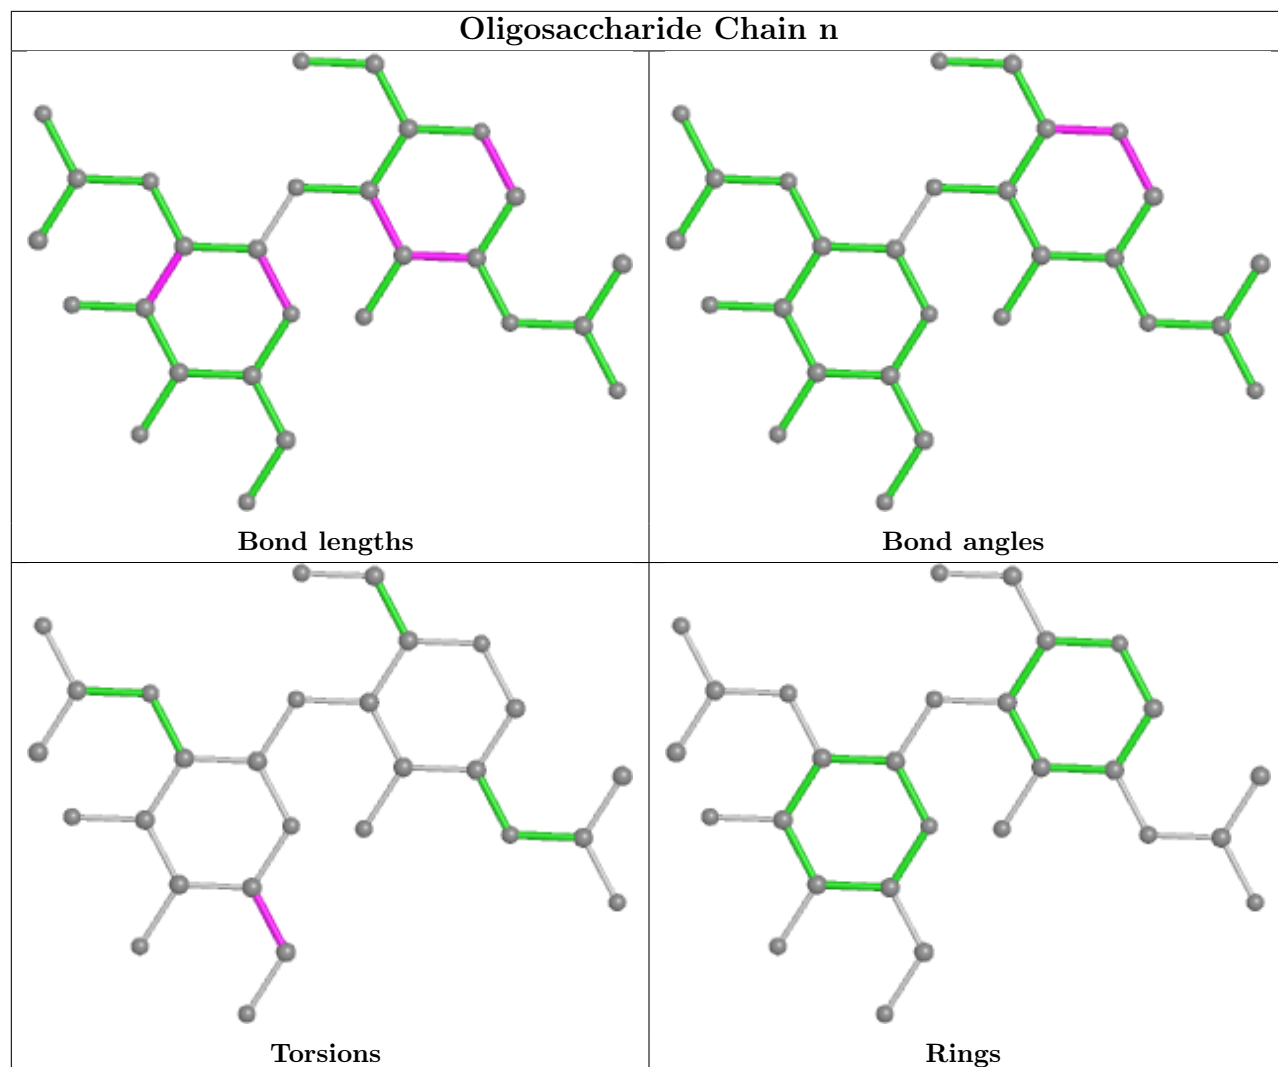 Oligosaccharide Chain n
Bond lengths
Bond angles
Torsions
Rings